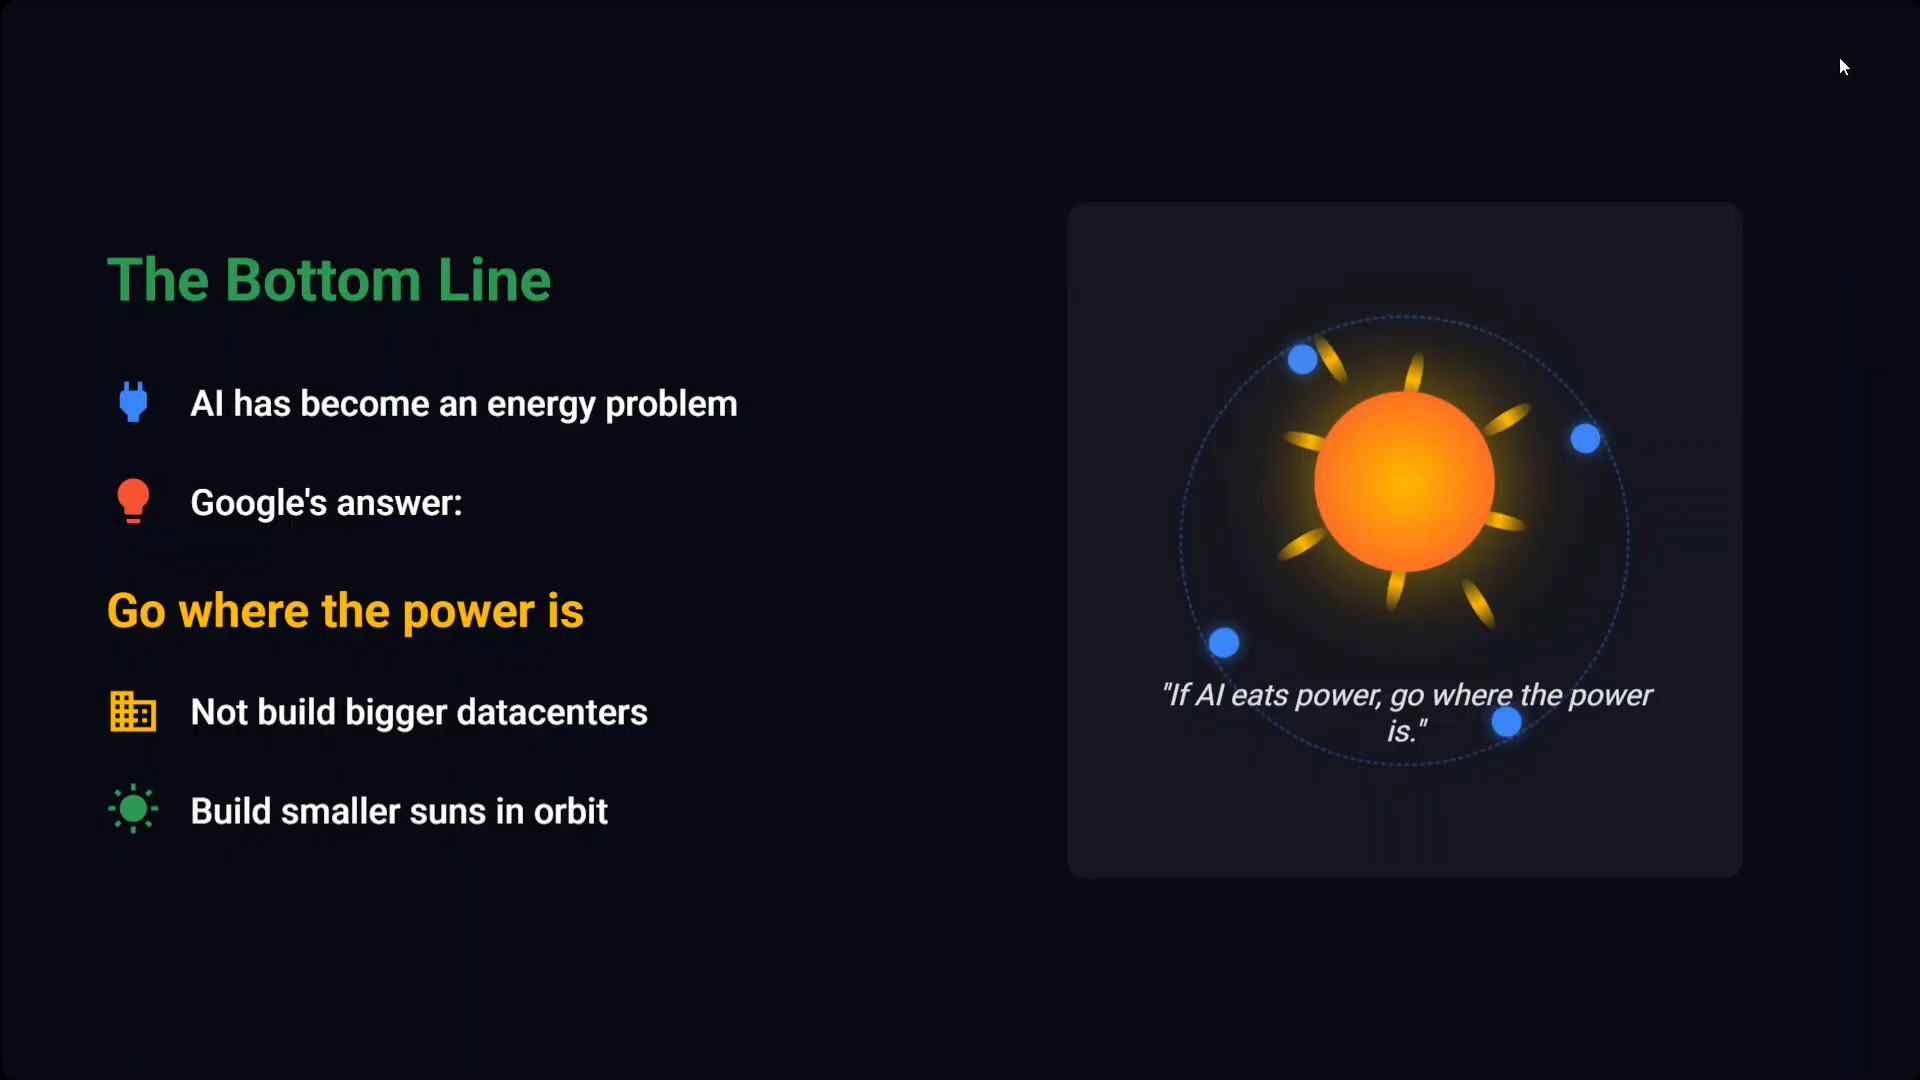 The Bottom Line
AI has become an energy problem
Google's answer:
Go where the power is
Not build bigger datacenters
Build smaller suns in orbit
"If AI eats power, go where the power
is."